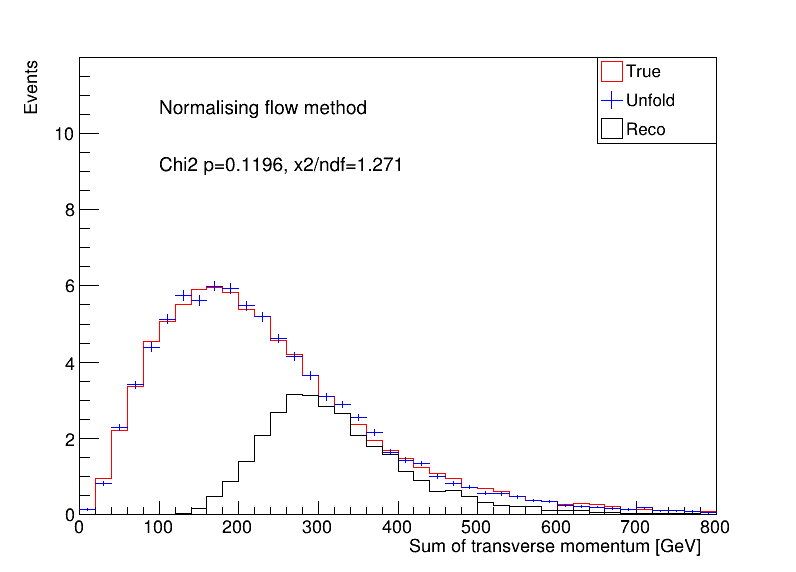 Events
True
Unfold
Reco
Normalising flow method
Chi2 p=0.1196, x2/ndf=1.271
10
8
6
4
2
0
0 100 200 300 400 500 600 700 800
Sum of transverse momentum [GeV]